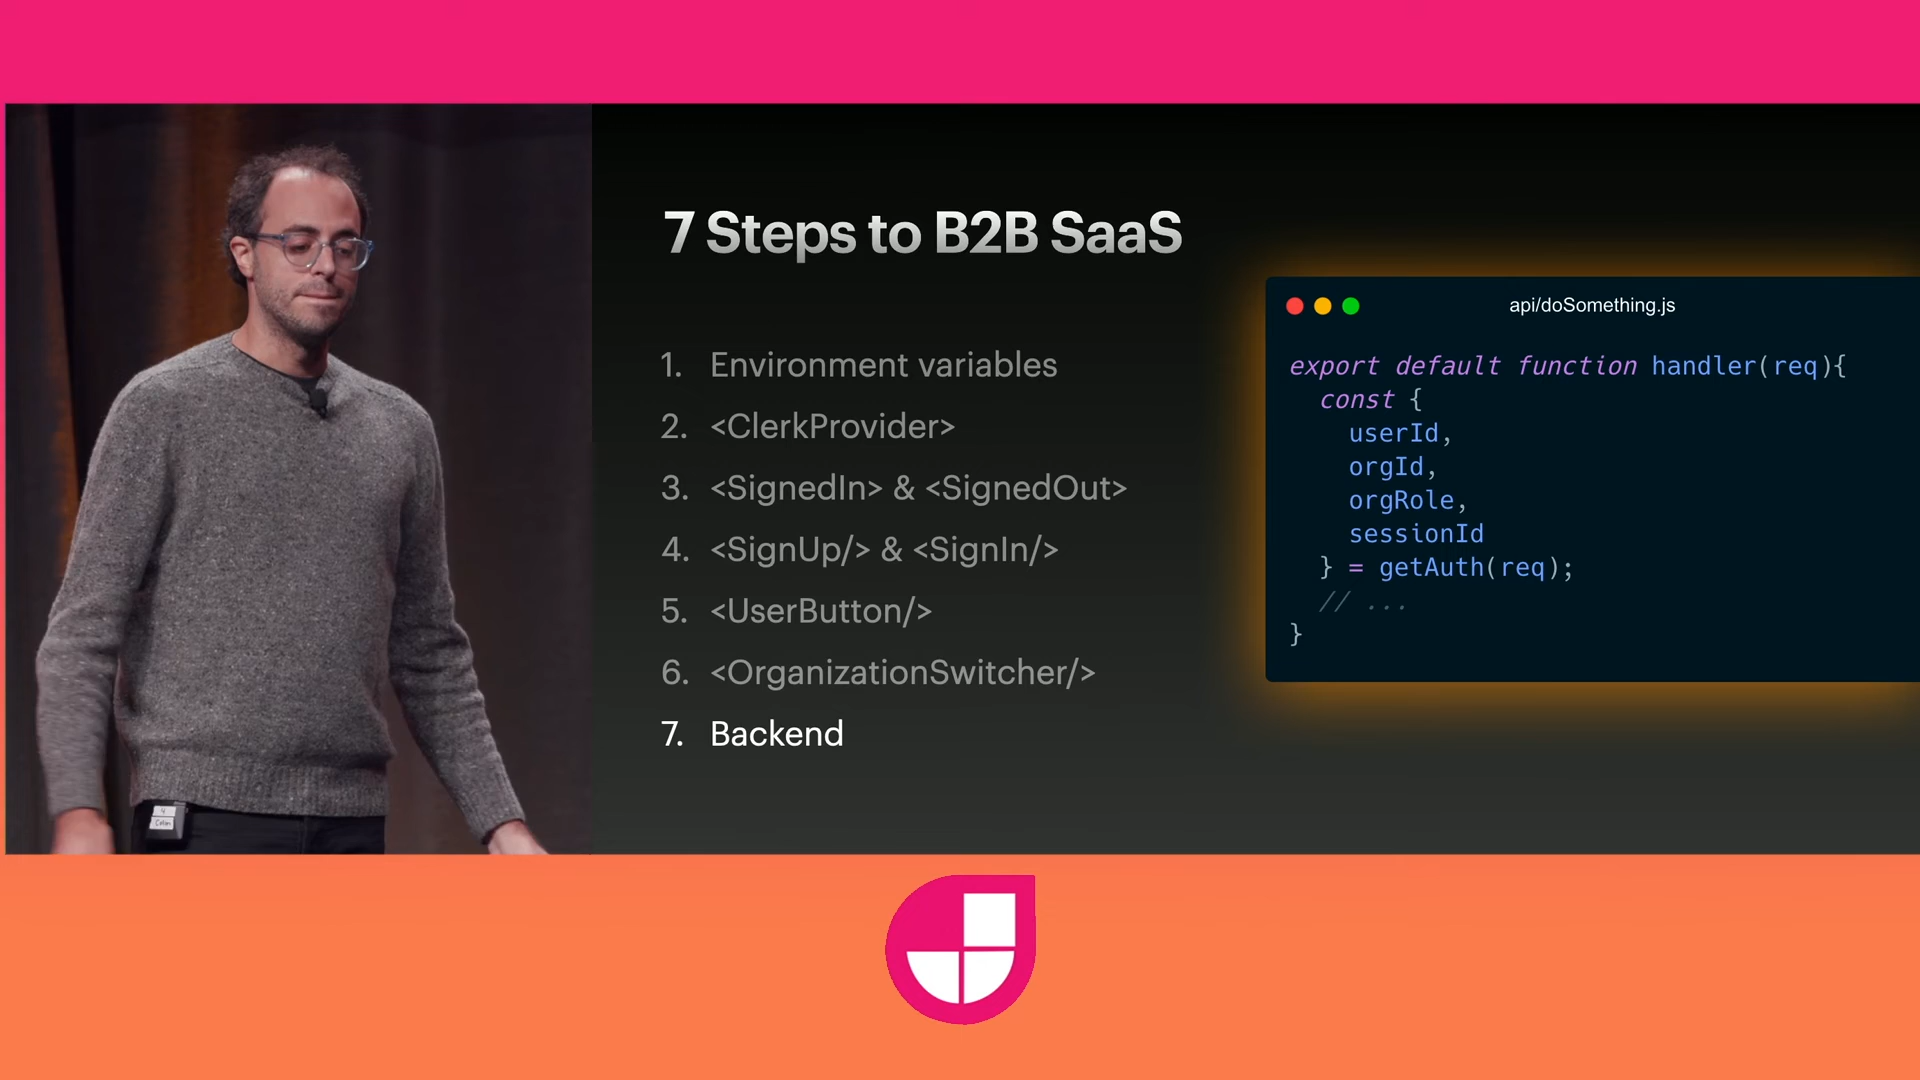 7 Steps to B2B SaaS
1. Environment variables
2. <ClerkProvider>
3. <SignedIn> & <SignedOut>
4. <SignUp/> & <SignIn/>
5. <UserButton/>
6. <OrganizationSwitcher/>
7. Backend
api/doSomething.js
export default function handler(req){
  const {
    userId,
    orgId,
    orgRole,
    sessionId
  } = getAuth(req);
  // ...
}